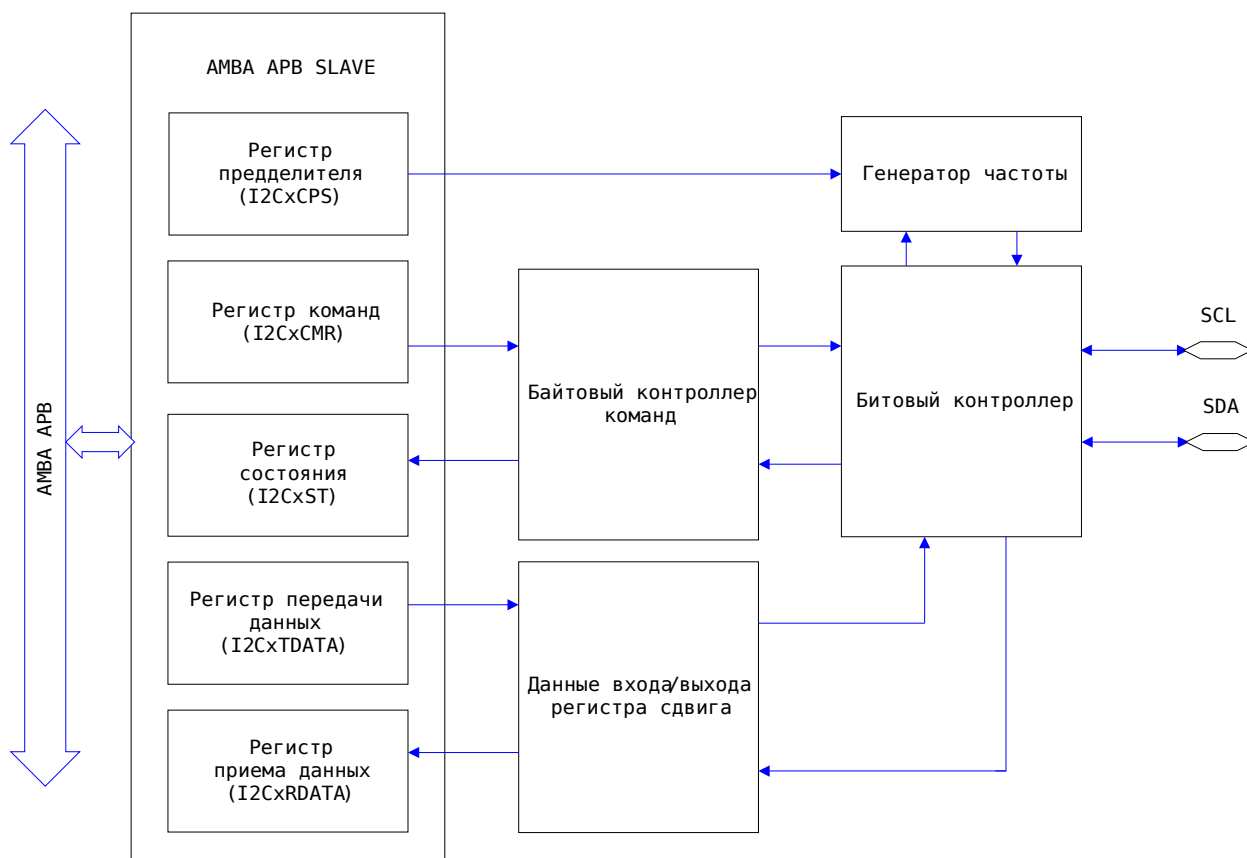 AMBA APB SLAVE
AMBA APB
Регистр
предделителя
(I2CxCPS)
Генератор частоты
Регистр команд
(I2CxCMR)
Байтовый контроллер
команд
Битовый контроллер
SCL
SDA
Регистр
состояния
(I2CxST)
Регистр передачи
данных
(I2CxTDATA)
Данные входа/выхода
регистра сдвига
Регистр
приема данных
(I2CxRDATA)